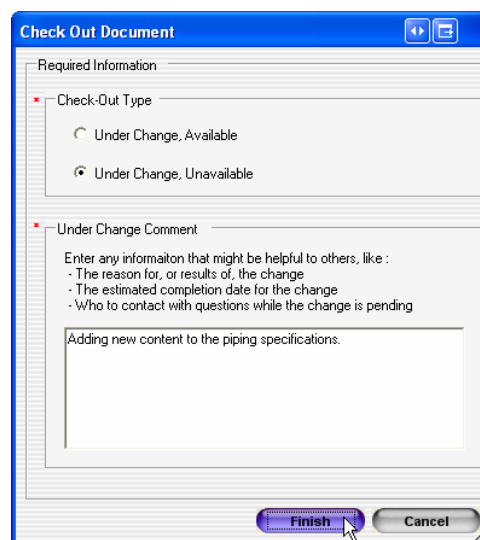 Check Out Document
Required Information
* Check-Out Type
Under Change, Available
Under Change, Unavailable
* Under Change Comment
Enter any informaiton that might be helpful to others, like :
- The reason for, or results of, the change
- The estimated completion date for the change
- Who to contact with questions while the change is pending
Adding new content to the piping specifications.
Finish Cancel